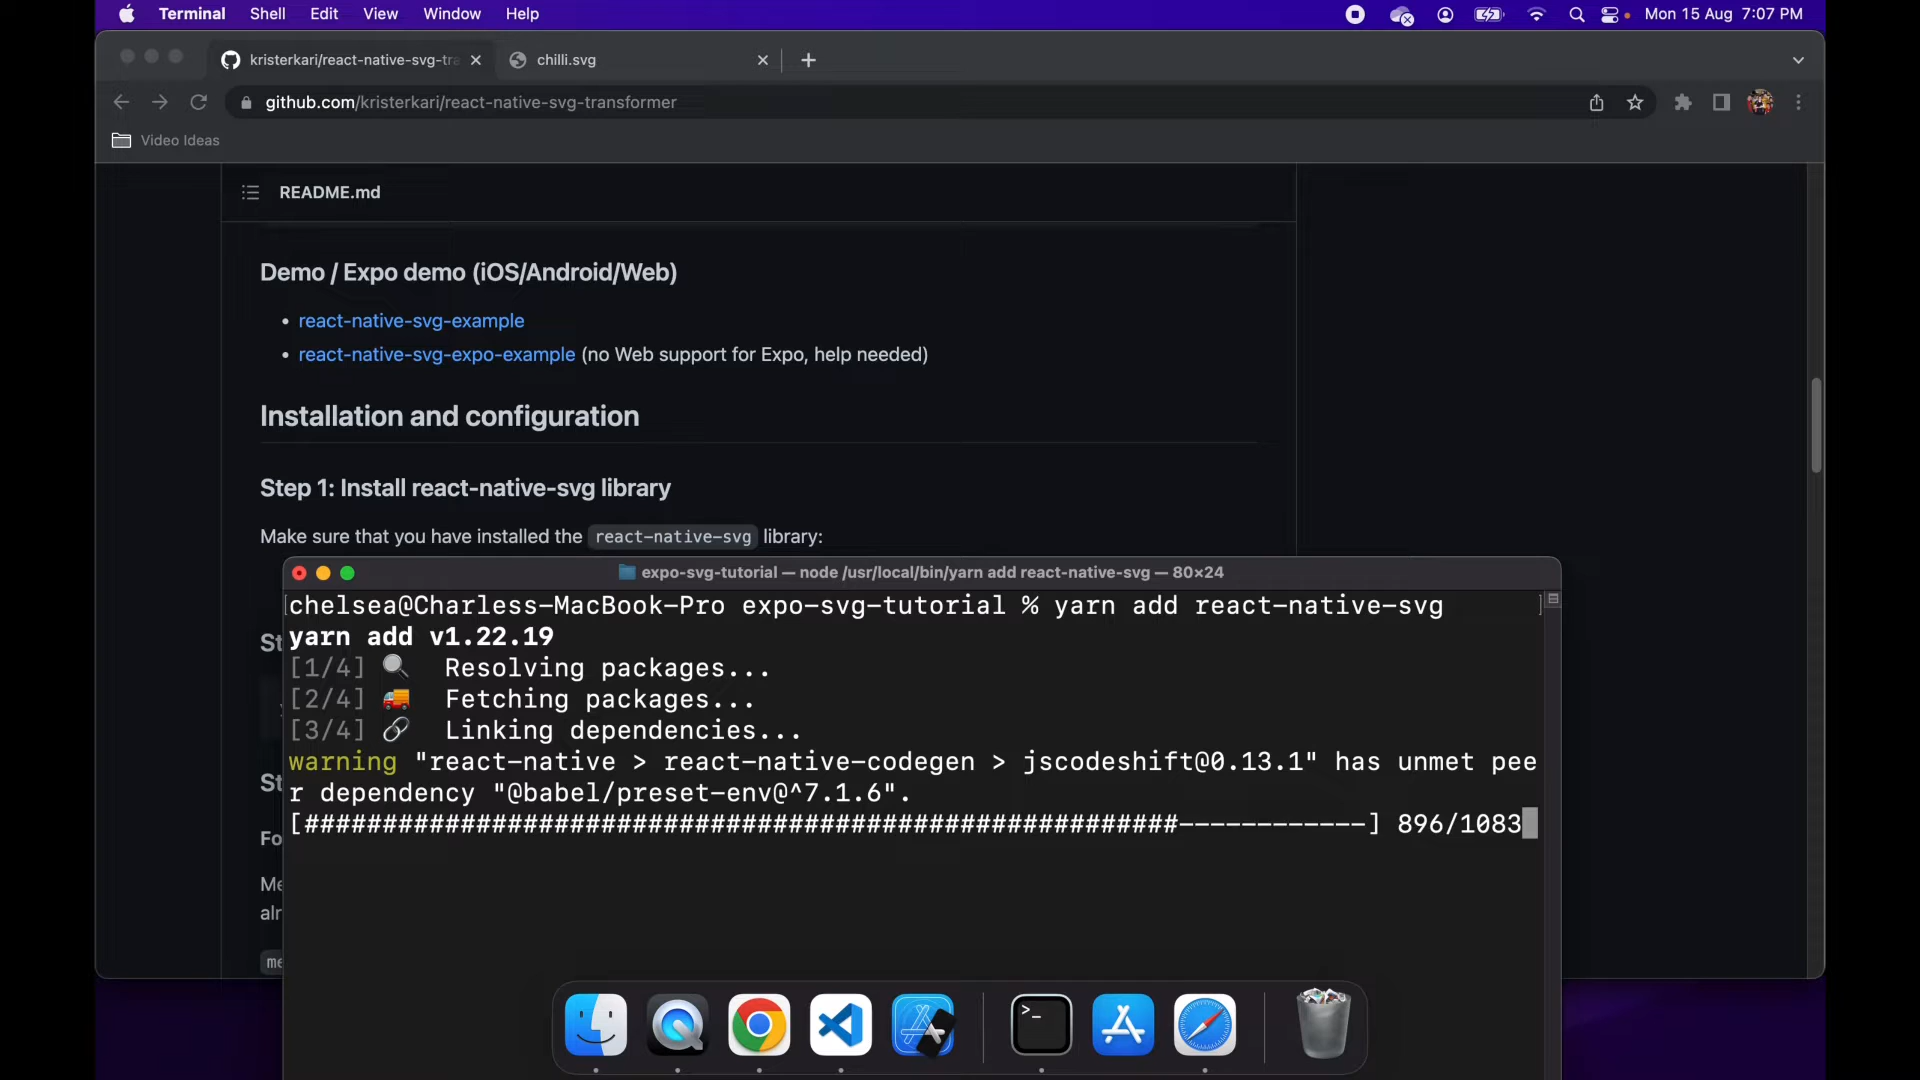 Terminal Shell Edit View Window Help Mon 15 Aug 7:07 PM
kristerkari/react-native-svg-tra chilli.svg
github.com/kristerkari/react-native-svg-transformer
Video Ideas
README.md
Demo / Expo demo (iOS/Android/Web)
• react-native-svg-example
• react-native-svg-expo-example (no Web support for Expo, help needed)
Installation and configuration
Step 1: Install react-native-svg library
Make sure that you have installed the react-native-svg library:
expo-svg-tutorial — node /usr/local/bin/yarn add react-native-svg — 80×24
[chelsea@Charless-MacBook-Pro expo-svg-tutorial % yarn add react-native-svg ]
yarn add v1.22.19
[1/4] 🔍 Resolving packages...
[2/4] 🚚 Fetching packages...
[3/4] 🔗 Linking dependencies...
warning "react-native > react-native-codegen > jscodeshift@0.13.1" has unmet pee
r dependency "@babel/preset-env@^7.1.6".
[#########################################################------------] 896/1083
St
St
Fo
Me
alr
me